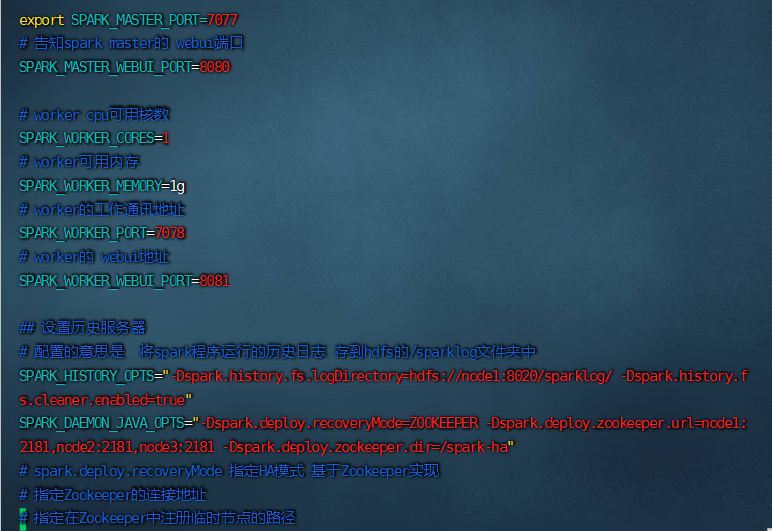 export SPARK_MASTER_PORT=7077
# 告知spark master的 webui端口
SPARK_MASTER_WEBUI_PORT=8080
# worker cpu可用核数
SPARK_WORKER_CORES=1
# worker可用内存
SPARK_WORKER_MEMORY=1g
# worker的工作通讯地址
SPARK_WORKER_PORT=7078
# worker的 webui地址
SPARK_WORKER_WEBUI_PORT=8081
## 设置历史服务器
# 配置的意思是  将spark程序运行的历史日志 存到hdfs的/sparklog文件夹中
SPARK_HISTORY_OPTS="-Dspark.history.fs.logDirectory=hdfs://node1:8020/sparklog/ -Dspark.history.f
s.cleaner.enabled=true"
SPARK_DAEMON_JAVA_OPTS="-Dspark.deploy.recoveryMode=ZOOKEEPER -Dspark.deploy.zookeeper.url=node1:
2181,node2:2181,node3:2181 -Dspark.deploy.zookeeper.dir=/spark-ha"
# spark.deploy.recoveryMode 指定HA模式 基于Zookeeper实现
# 指定Zookeeper的连接地址
# 指定在Zookeeper中注册临时节点的路径